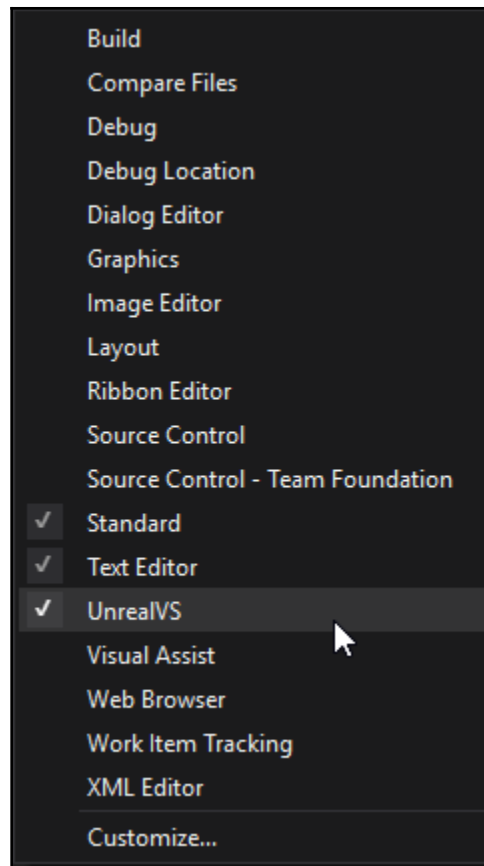 Build
Compare Files
Debug
Debug Location
Dialog Editor
Graphics
Image Editor
Layout
Ribbon Editor
Source Control
Source Control - Team Foundation
Standard
Text Editor
UnrealVS
Visual Assist
Web Browser
Work Item Tracking
XML Editor
Customize...